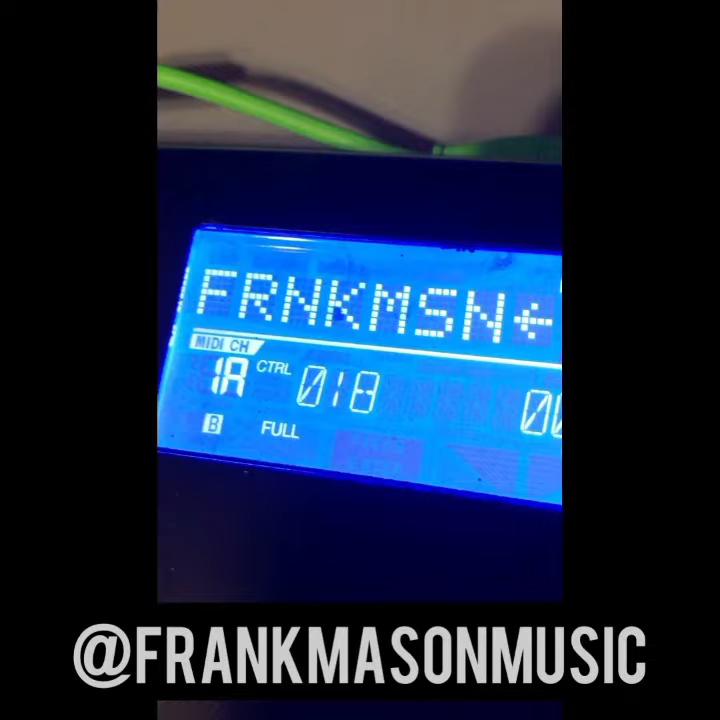 FRNKMSN←
MIDI CH
1A CTRL 018
B FULL
@FRANKMASONMUSIC